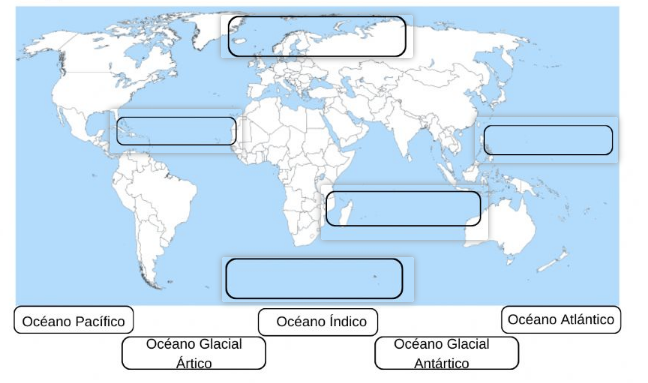 Océano Pacífico
Océano Índico
Océano Atlántico
Océano Glacial
Ártico
Océano Glacial
Antártico